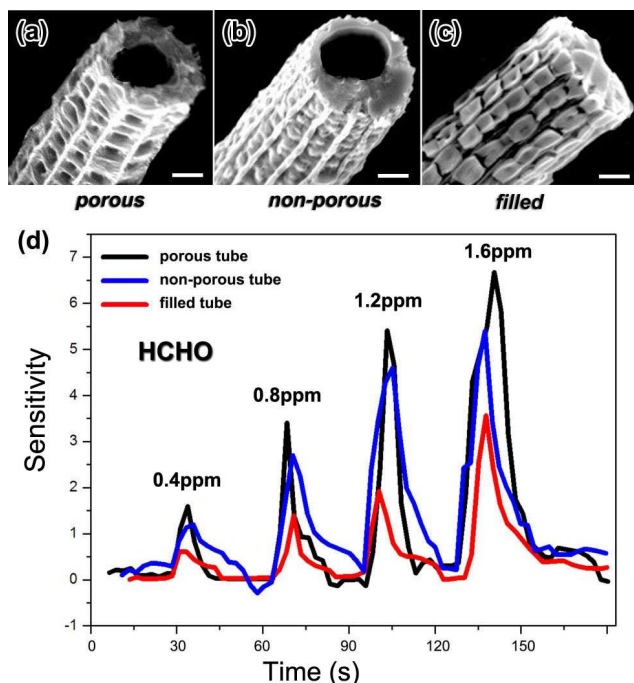 (a)
(b)
(c)
porous
non-porous
filled
(d)
7
6
5
4
3
2
1
0
-1
porous tube
non-porous tube
filled tube
HCHO
0.4ppm
0.8ppm
1.2ppm
1.6ppm
Sensitivity
0 30 60 90 120 150 180
Time (s)